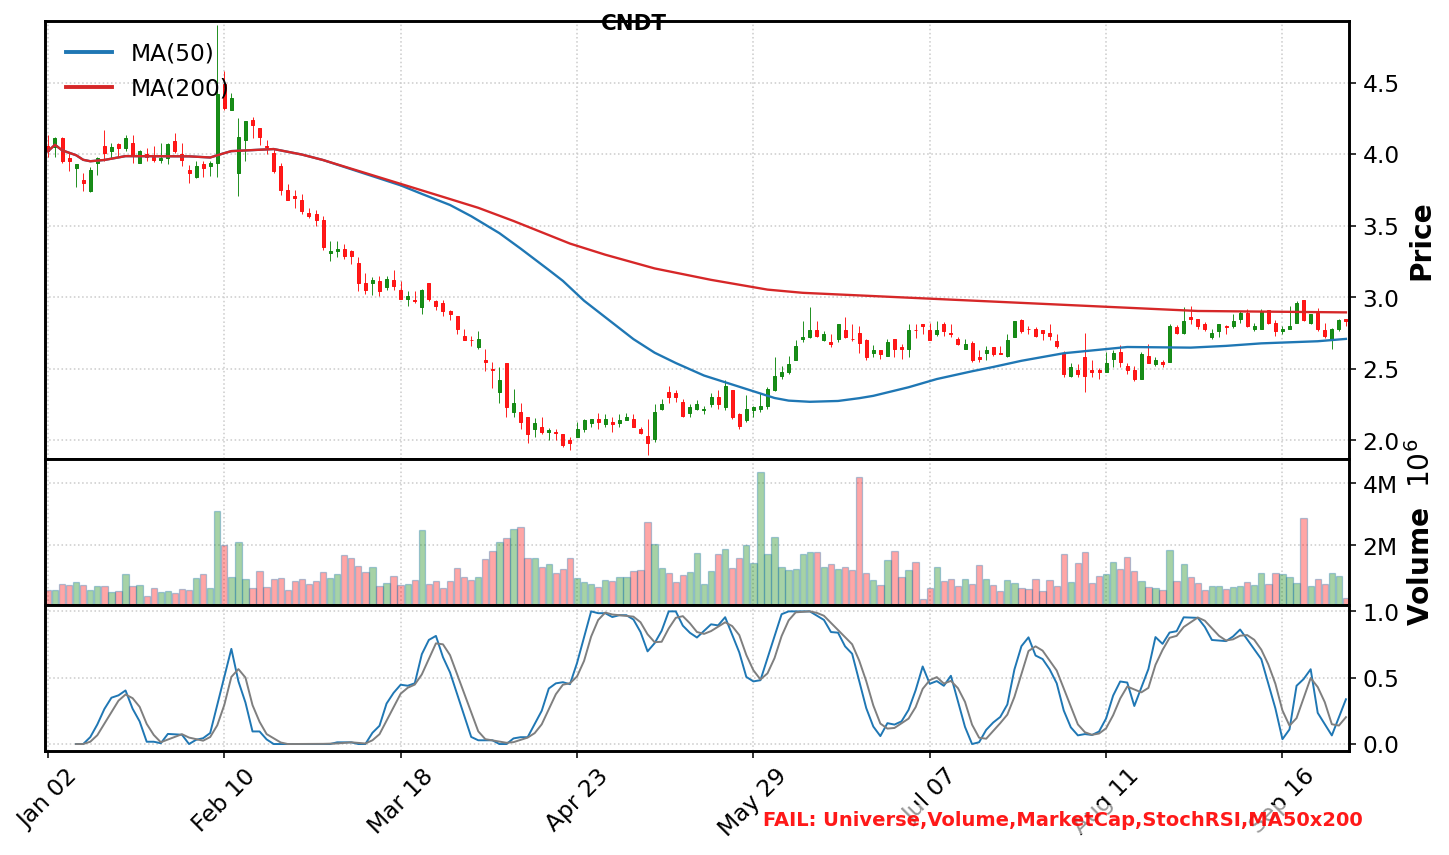 CNDT
MA(50)
MA(200)
4.5
4.0
3.5
3.0
2.5
2.0
Price
4M
2M
Volume 10⁶
1.0
0.5
0.0
Jan 02
Feb 10
Mar 18
Apr 23
May 29
Jul 07
Aug 11
Sep 16
FAIL: Universe,Volume,MarketCap,StochRSI,MA50x200